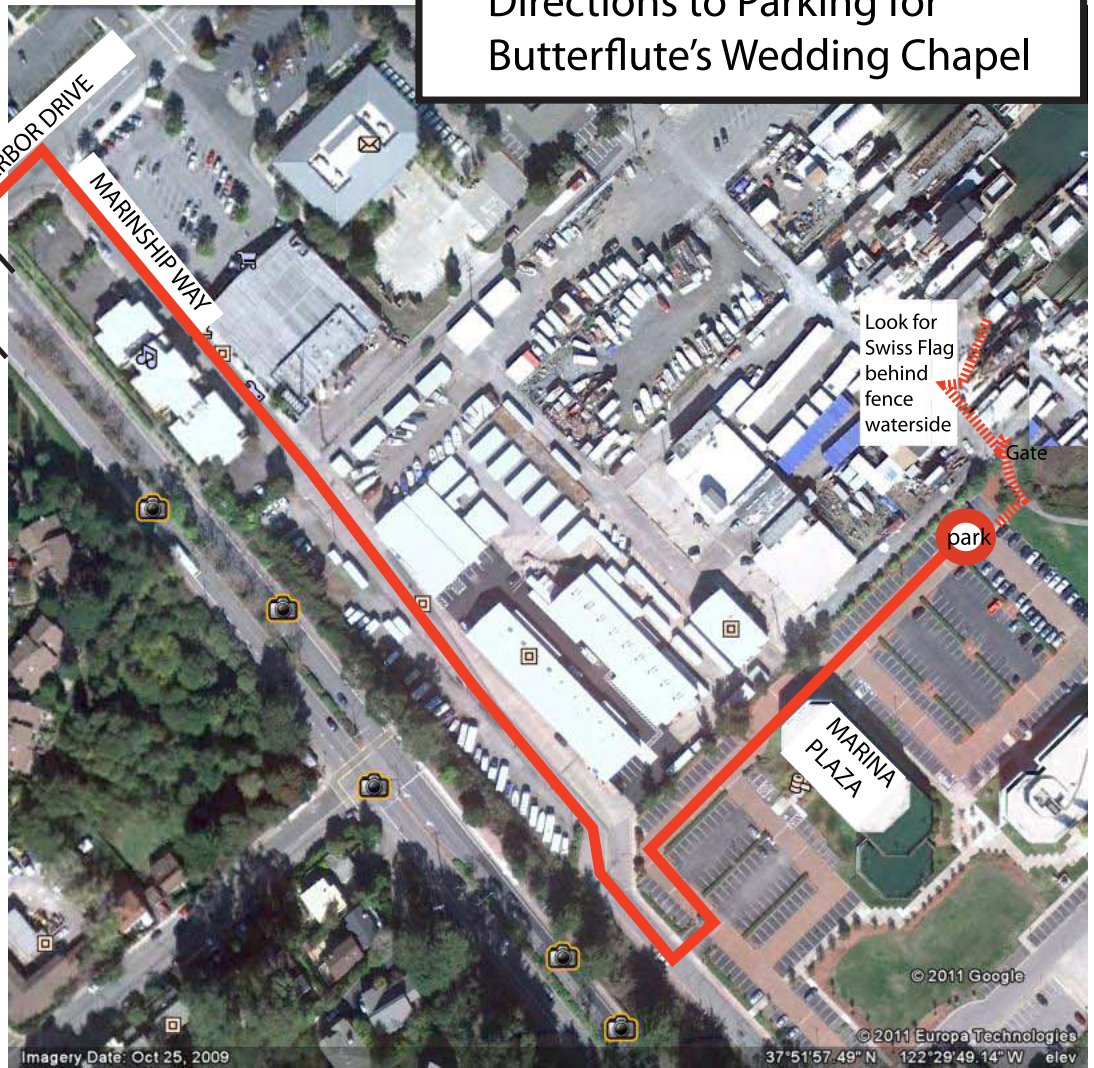 Directions to Parking for
Butterflute's Wedding Chapel
RBOR DRIVE
MARINSHIP WAY
Look for
Swiss Flag
behind
fence
waterside
Gate
park
MARINA
PLAZA
© 2011 Google
© 2011 Europa Technologies
Imagery Date: Oct 25, 2009
37°51'57.49" N 122°29'49.14" W elev